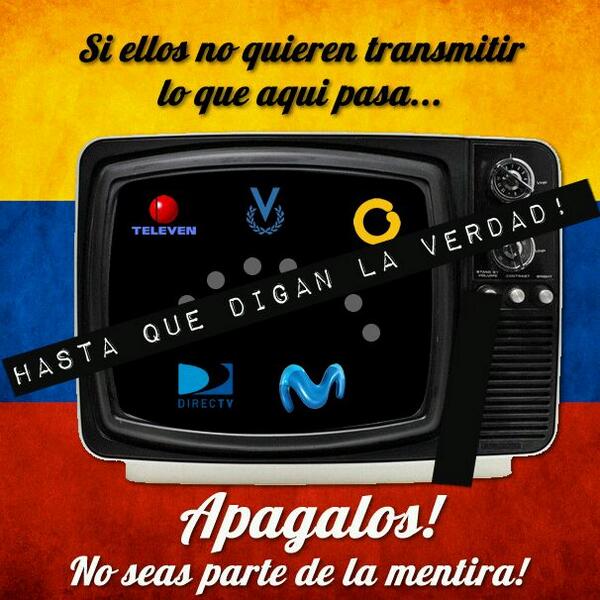 Si ellos no quieren transmitir
lo que aqui pasa...
TELEVEN
V
HASTA QUE DIGAN LA VERDAD!
DIRECTV
Apagalos!
No seas parte de la mentira!